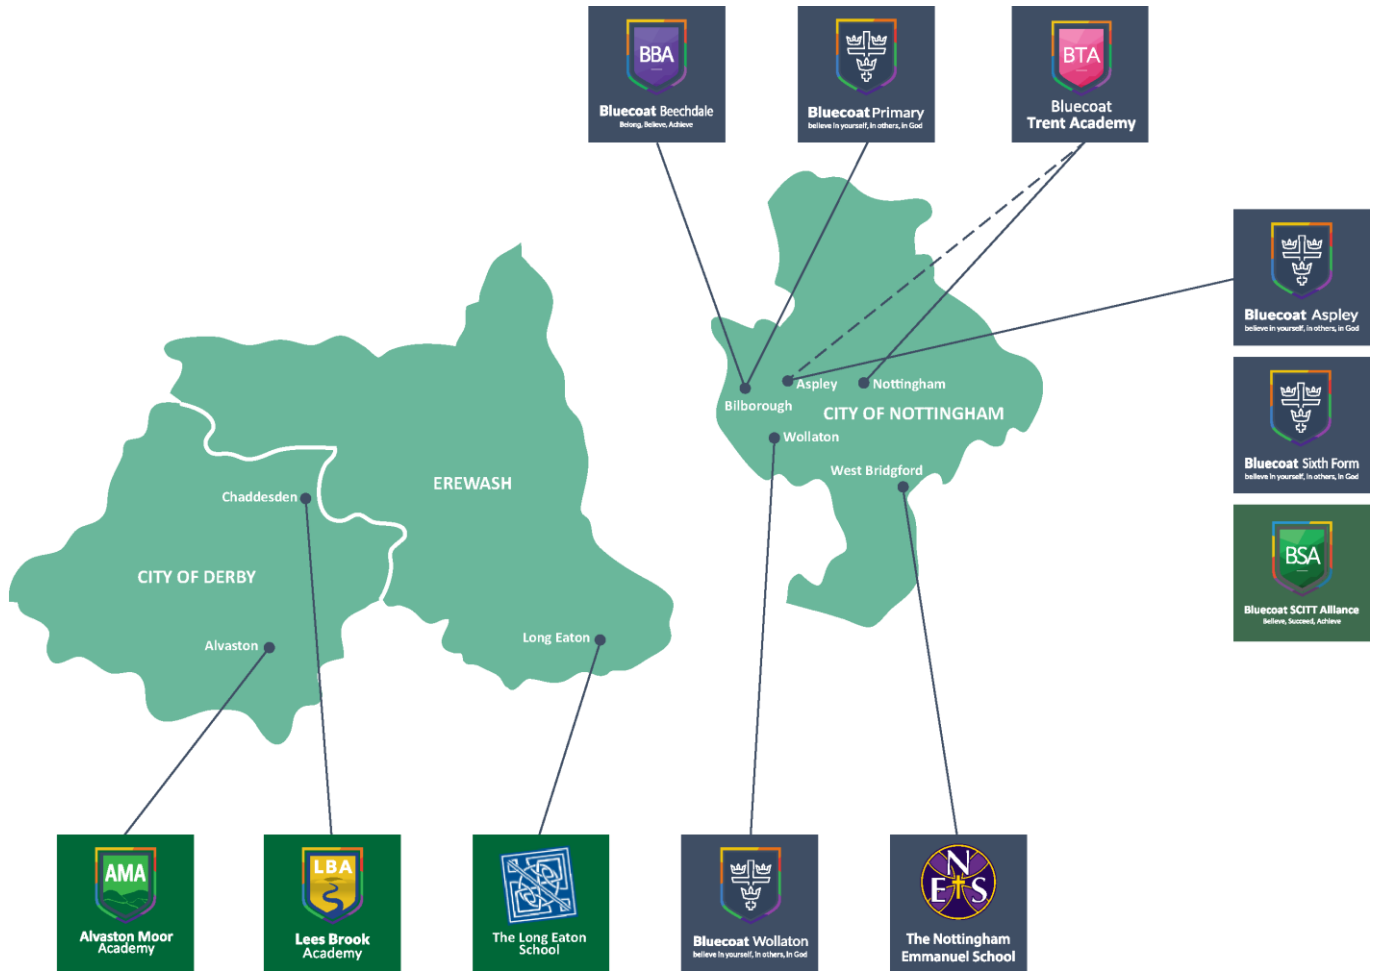 BBA
Bluecoat Beechdale
Belong, Believe, Achieve
Bluecoat Primary
believe in yourself, in others, in God
BTA
Bluecoat
Trent Academy
Bluecoat Aspley
believe in yourself, in others, in God
Bluecoat Sixth Form
believe in yourself, in others, in God
BSA
Bluecoat SCITT Alliance
Believe, Succeed, Achieve
Aspley
Nottingham
Bilborough
CITY OF NOTTINGHAM
Wollaton
West Bridgford
EREWASH
Chaddesden
CITY OF DERBY
Alvaston
Long Eaton
AMA
Alvaston Moor
Academy
LBA
Lees Brook
Academy
The Long Eaton
School
Bluecoat Wollaton
believe in yourself, in others, in God
N
E S
The Nottingham
Emmanuel School